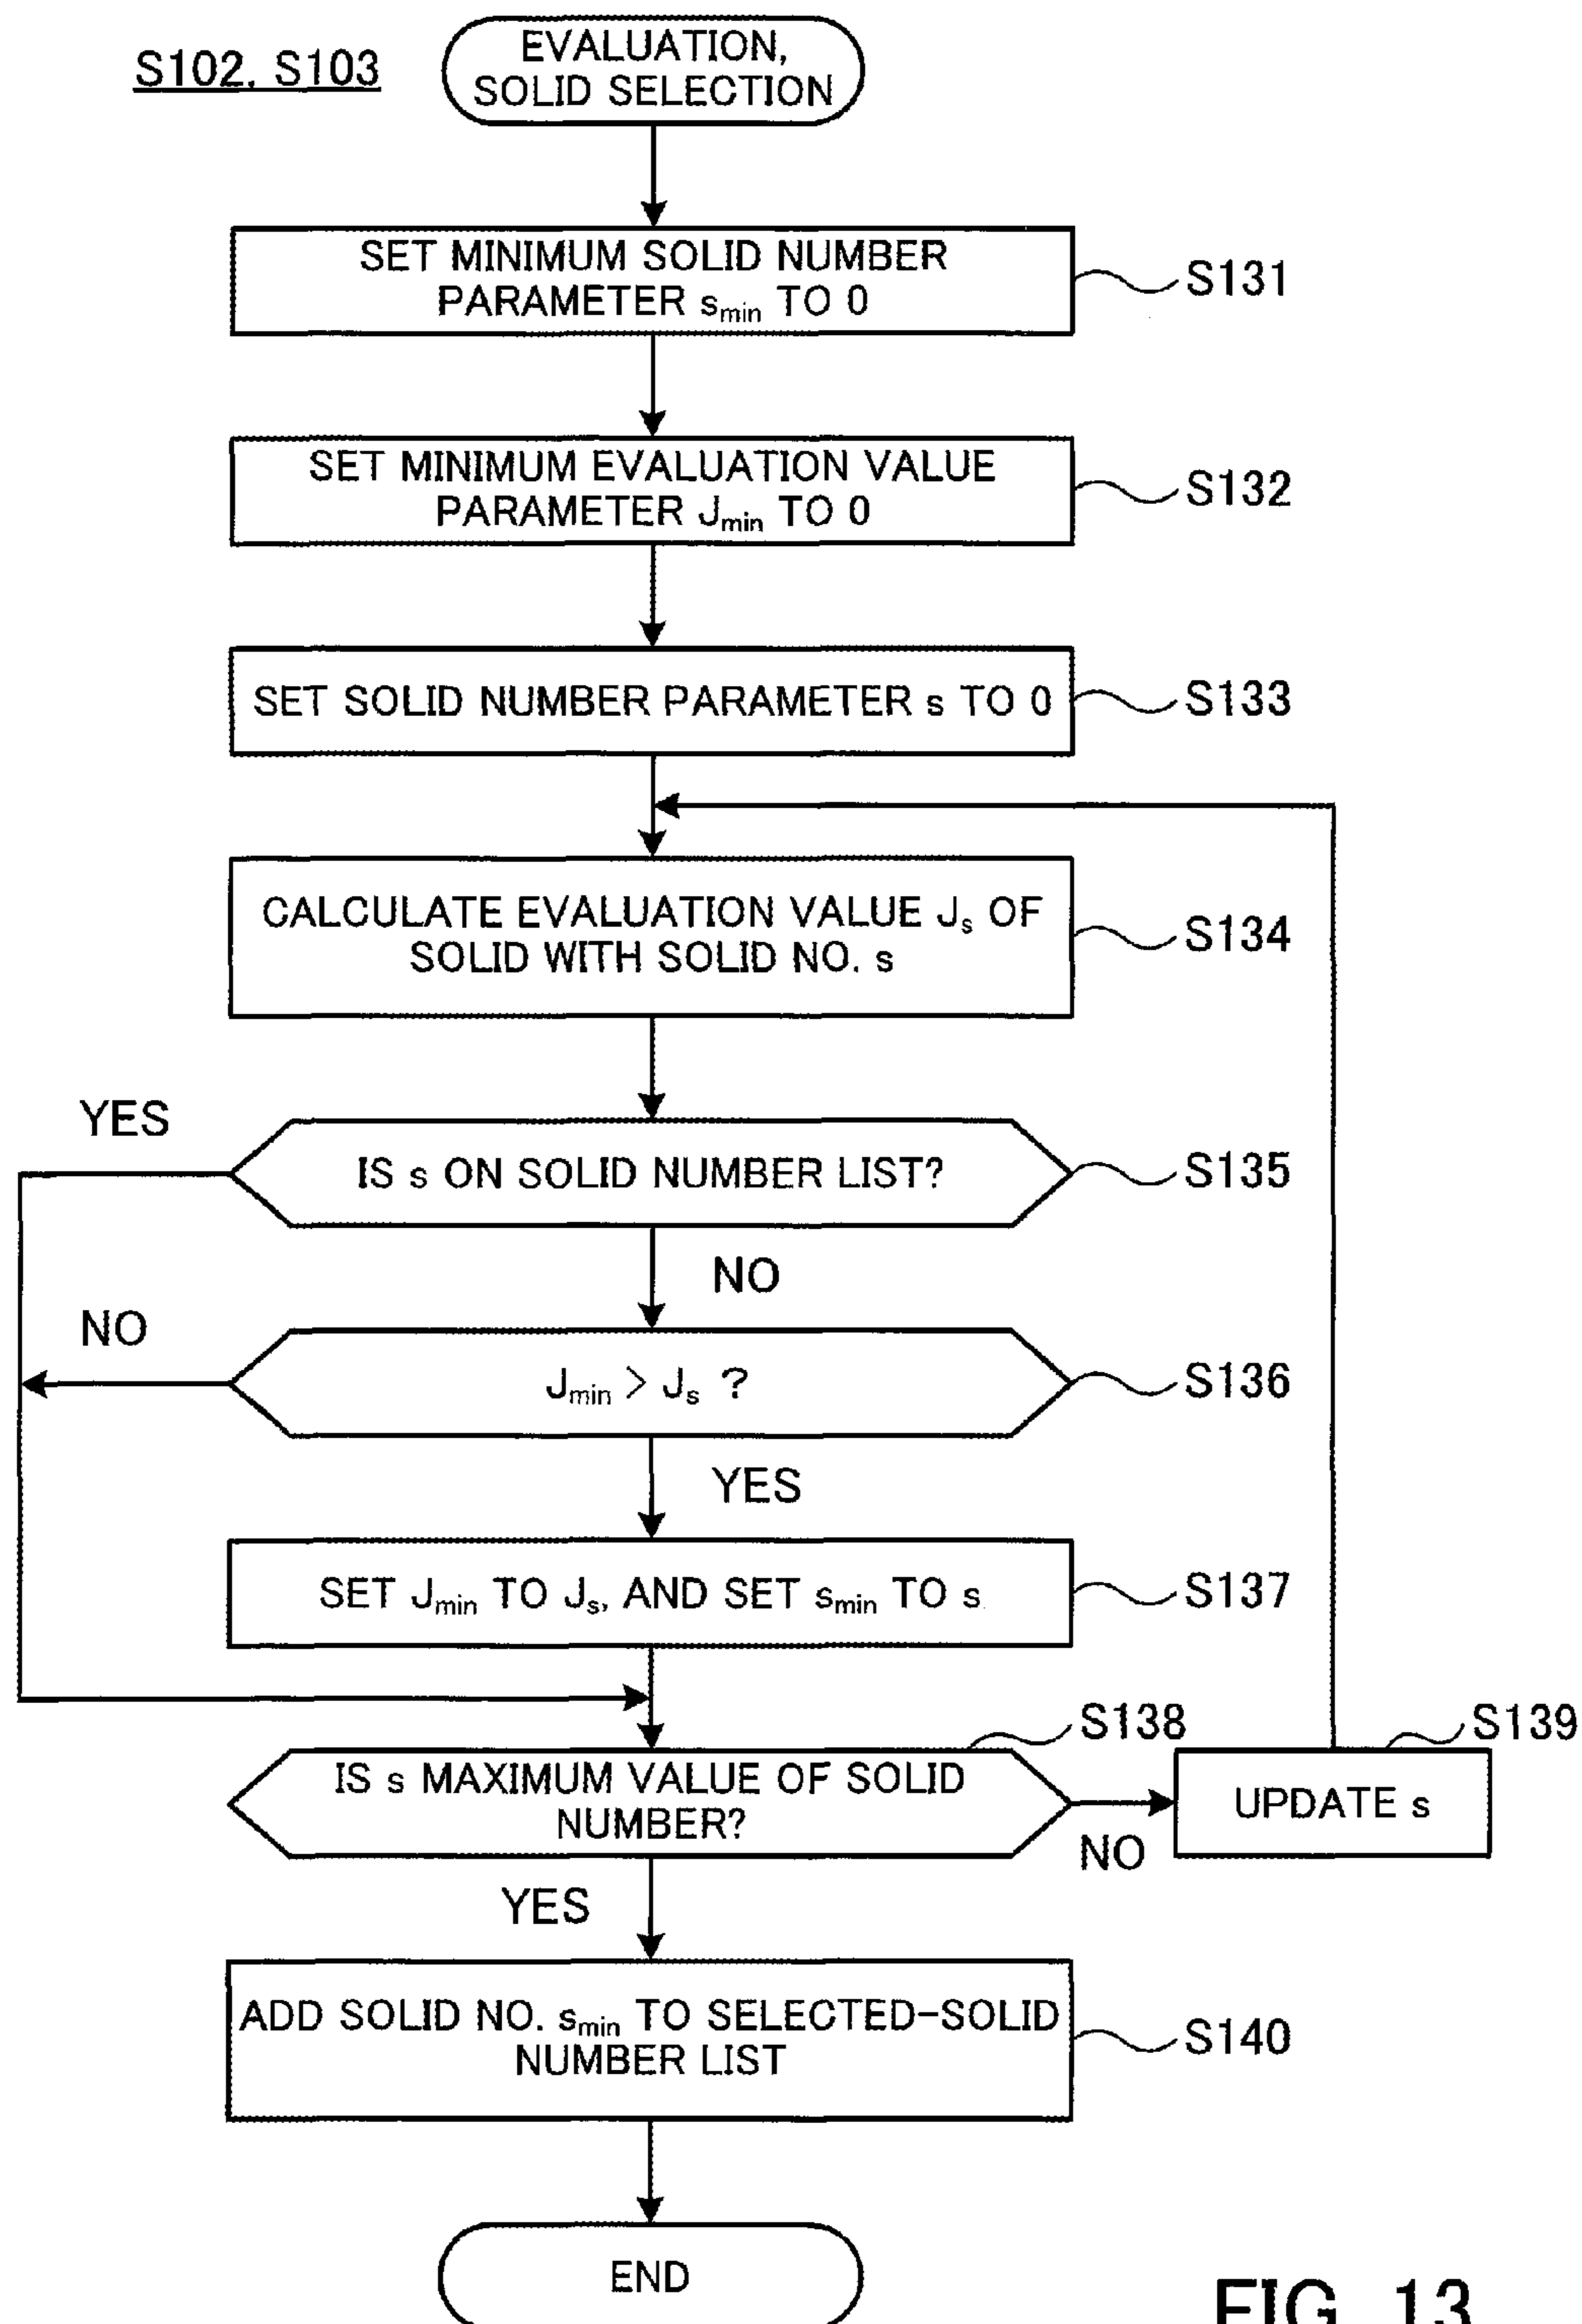 S102, S103
EVALUATION,
SOLID SELECTION
SET MINIMUM SOLID NUMBER
PARAMETER smin TO 0
S131
SET MINIMUM EVALUATION VALUE
PARAMETER Jmin TO 0
S132
SET SOLID NUMBER PARAMETER s TO 0
S133
CALCULATE EVALUATION VALUE Js OF
SOLID WITH SOLID NO. s
S134
YES
IS s ON SOLID NUMBER LIST?
S135
NO
NO
Jmin > Js ?
S136
YES
SET Jmin TO Js, AND SET smin TO s
S137
S138
S139
IS s MAXIMUM VALUE OF SOLID
NUMBER?
UPDATE s
NO
YES
ADD SOLID NO. smin TO SELECTED-SOLID
NUMBER LIST
S140
END
FIG. 13